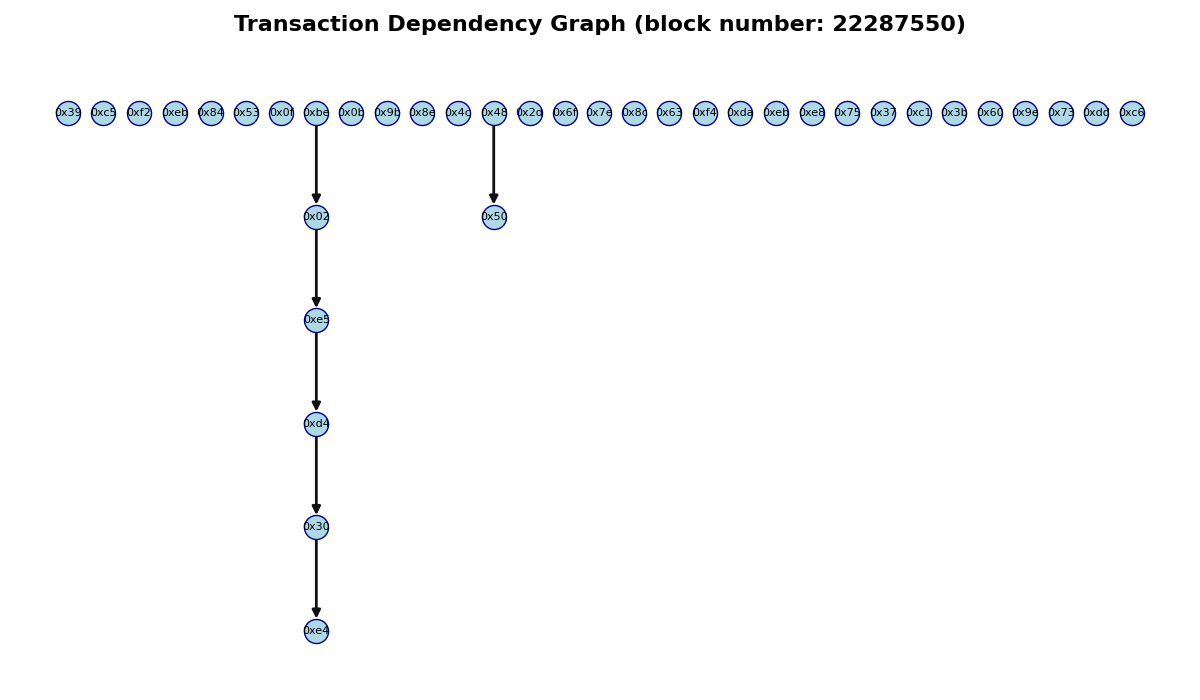 Transaction Dependency Graph (block number: 22287550)
0x39 0xc5 0xf2 0xeb 0x84 0x53 0x0f 0xbe 0x0b 0x9b 0x8e 0x4c 0x48 0x2d 0x6f 0x7e 0x8c 0x63 0xf4 0xda 0xeb 0xe8 0x75 0x37 0xc1 0x3b 0x60 0x9e 0x73 0xdd 0xc6
0x02 0x50
0xe5
0xd4
0x30
0xe4